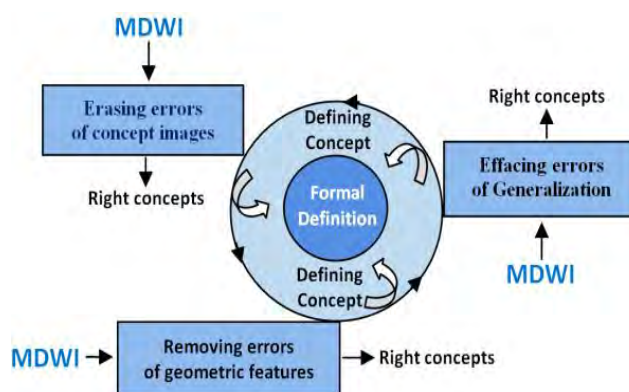 MDWI
Erasing errors
of concept images
Right concepts
Defining
Concept
Formal
Definition
Defining
Concept
Right concepts
Effacing errors
of Generalization
MDWI
MDWI
Removing errors
of geometric features
Right concepts